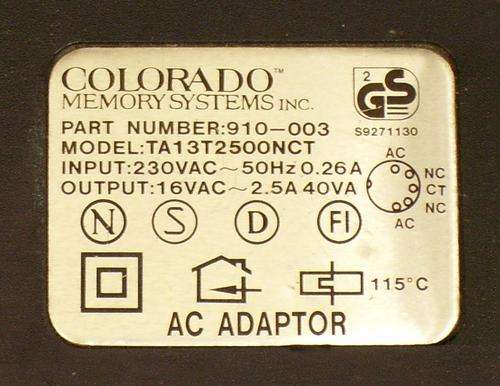 COLORADO™
MEMORY SYSTEMS INC.
2
GS
S9271130
PART NUMBER:910-003
MODEL:TA13T2500NCT
INPUT:230VAC~50Hz 0.26A
OUTPUT:16VAC~2.5A 40VA
AC
NC
CT
NC
AC
N S D FI
115°C
AC ADAPTOR